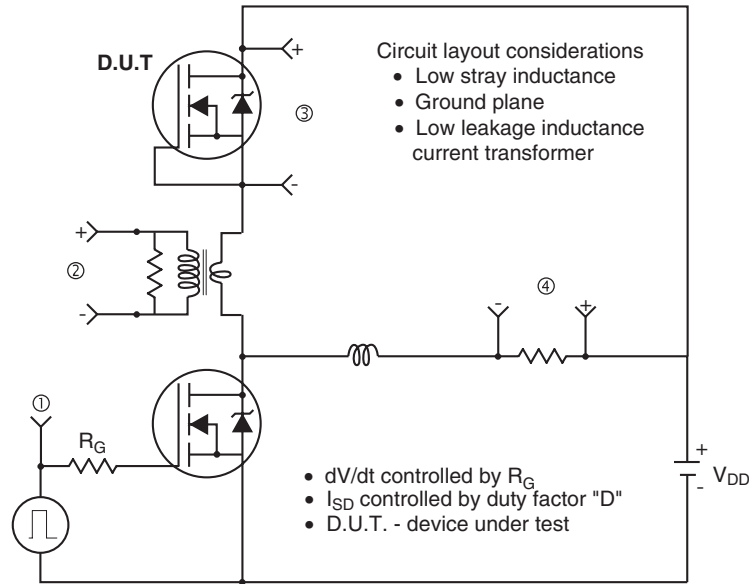 D.U.T
+
Circuit layout considerations
• Low stray inductance
• Ground plane
• Low leakage inductance
current transformer
③
-
+
②
-
④
-
+
①
R_G
+
V_DD
-
• dV/dt controlled by R_G
• I_SD controlled by duty factor "D"
• D.U.T. - device under test